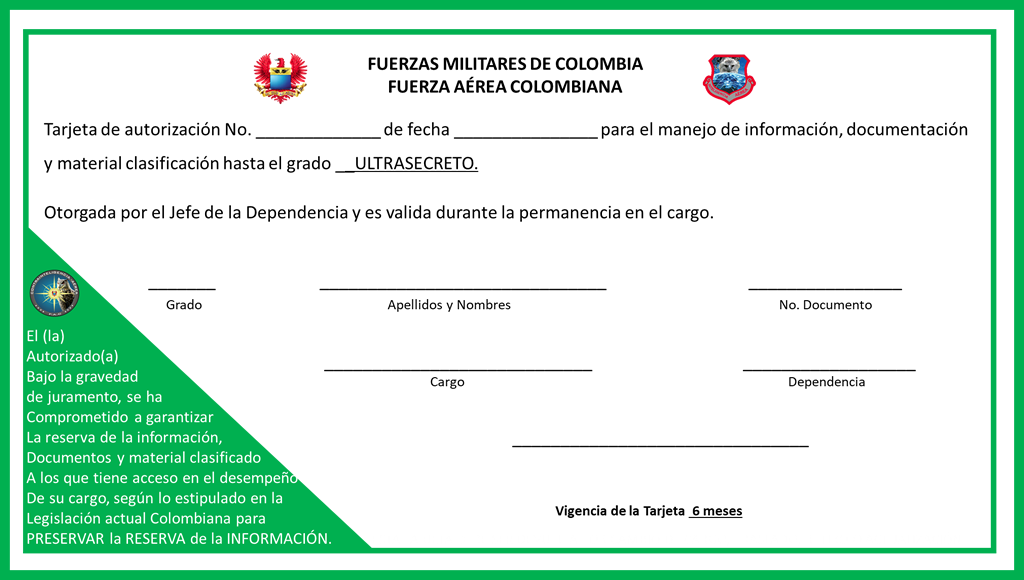 FUERZAS MILITARES DE COLOMBIA
FUERZA AÉREA COLOMBIANA
Tarjeta de autorización No. _____________ de fecha _______________ para el manejo de información, documentación
y material clasificación hasta el grado __ULTRASECRETO.
Otorgada por el Jefe de la Dependencia y es valida durante la permanencia en el cargo.
_______ ______________________________ ________________
Grado Apellidos y Nombres No. Documento
____________________________ __________________
Cargo Dependencia
_______________________________
Vigencia de la Tarjeta 6 meses
El (la)
Autorizado(a)
Bajo la gravedad
de juramento, se ha
Comprometido a garantizar
La reserva de la información,
Documentos y material clasificado
A los que tiene acceso en el desempeño
De su cargo, según lo estipulado en la
Legislación actual Colombiana para
PRESERVAR la RESERVA de la INFORMACIÓN.